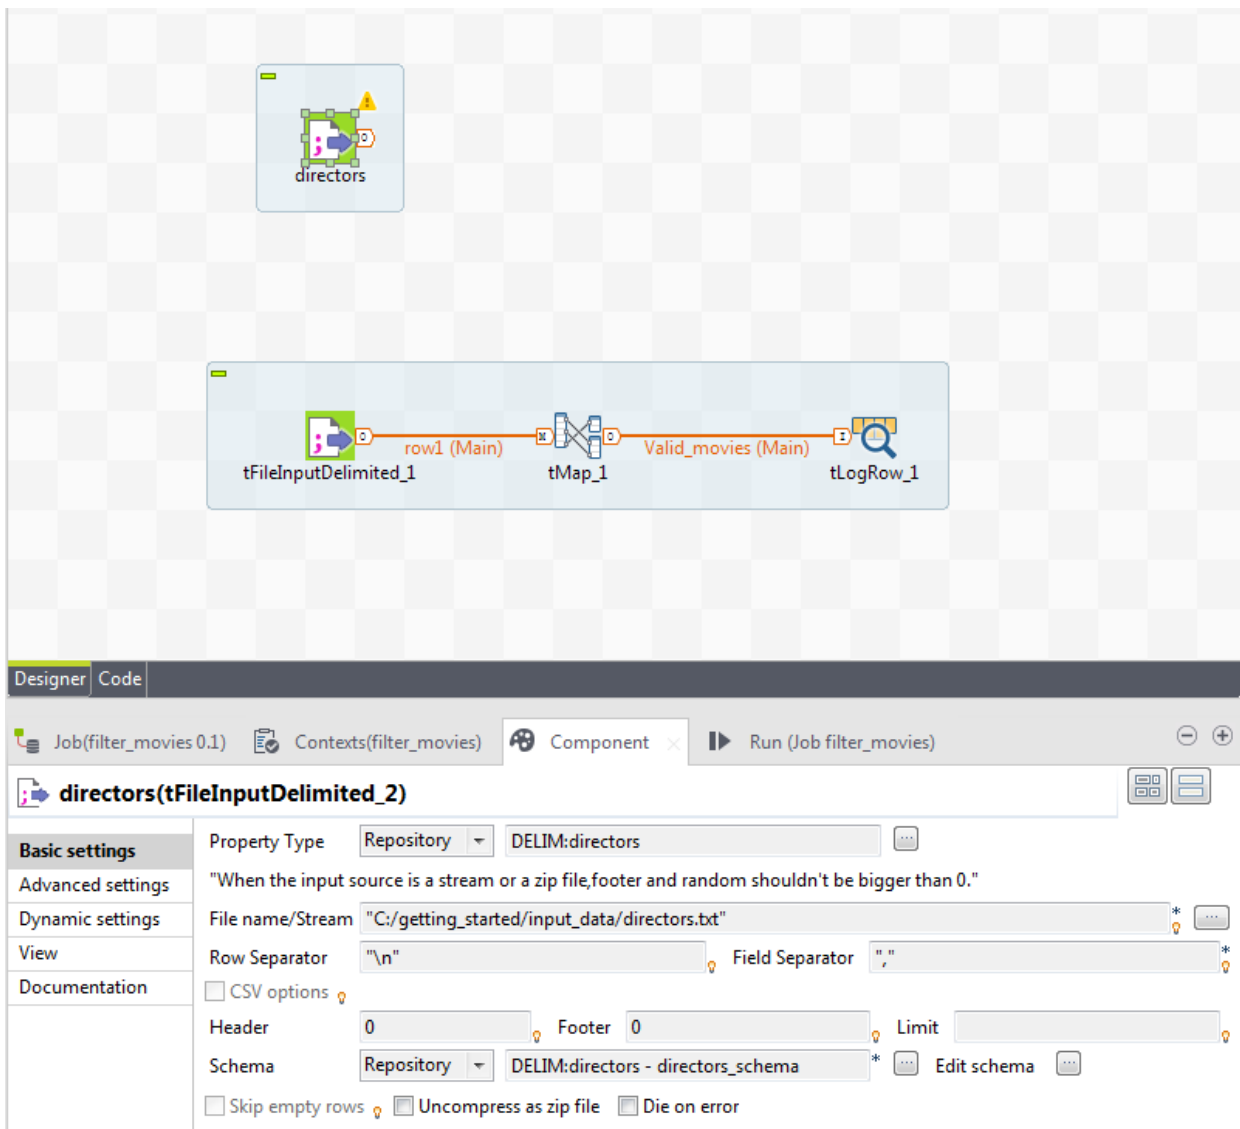 directors
row1 (Main)
Valid_movies (Main)
tFileInputDelimited_1
tMap_1
tLogRow_1
Designer
Code
Job(filter_movies 0.1)
Contexts(filter_movies)
Component
Run (Job filter_movies)
directors(tFileInputDelimited_2)
Basic settings
Advanced settings
Dynamic settings
View
Documentation
Property Type Repository DELIM:directors ...
"When the input source is a stream or a zip file,footer and random shouldn't be bigger than 0."
File name/Stream "C:/getting_started/input_data/directors.txt" * ...
Row Separator "\n" Field Separator "," *
CSV options
Header 0 Footer 0 Limit
Schema Repository DELIM:directors - directors_schema * ... Edit schema ...
Skip empty rows Uncompress as zip file Die on error